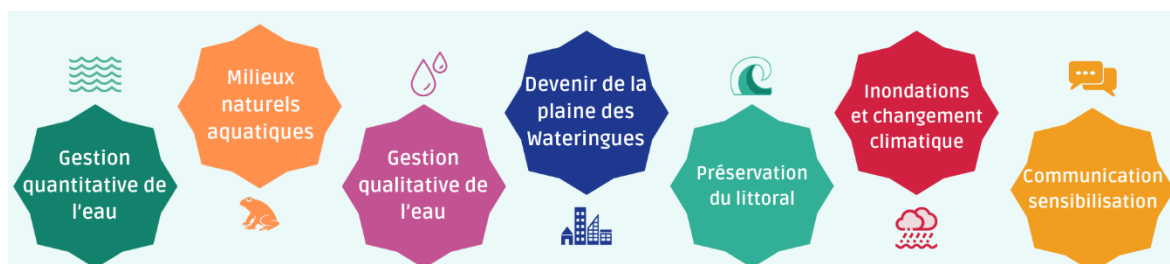 Gestion
quantitative de
l'eau
Milieux
naturels
aquatiques
Gestion
qualitative de
l'eau
Devenir de la
plaine des
Wateringues
Préservation
du littoral
Inondations
et changement
climatique
Communication
sensibilisation